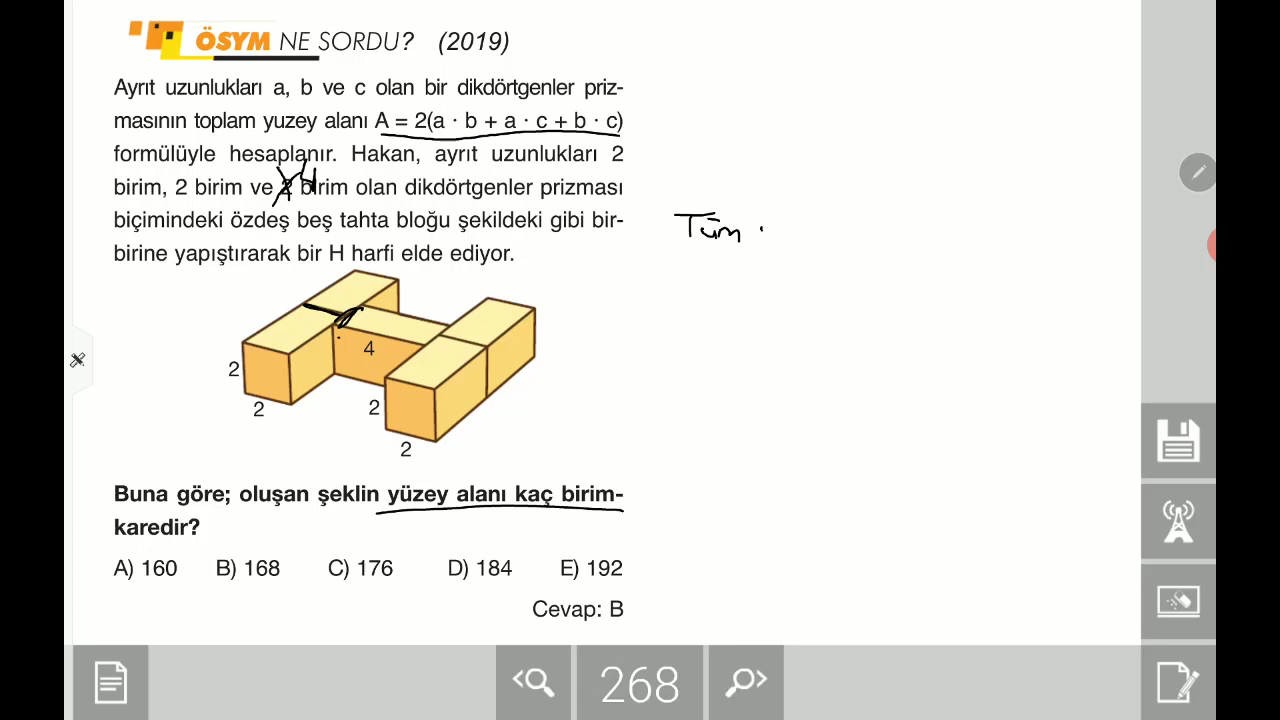 ÖSYM NE SORDU? (2019)
Ayrıt uzunlukları a, b ve c olan bir dikdörtgenler priz-
masının toplam yuzey alanı A = 2(a · b + a · c + b · c)
formülüyle hesaplanır. Hakan, ayrıt uzunlukları 2
birim, 2 birim ve 4 birim olan dikdörtgenler prizması
biçimindeki özdeş beş tahta bloğu şekildeki gibi bir-
birine yapıştırarak bir H harfi elde ediyor.
Tüm
4
2
2
2
2
Buna göre; oluşan şeklin yüzey alanı kaç birim-
karedir?
A) 160 B) 168 C) 176 D) 184 E) 192
Cevap: B
268